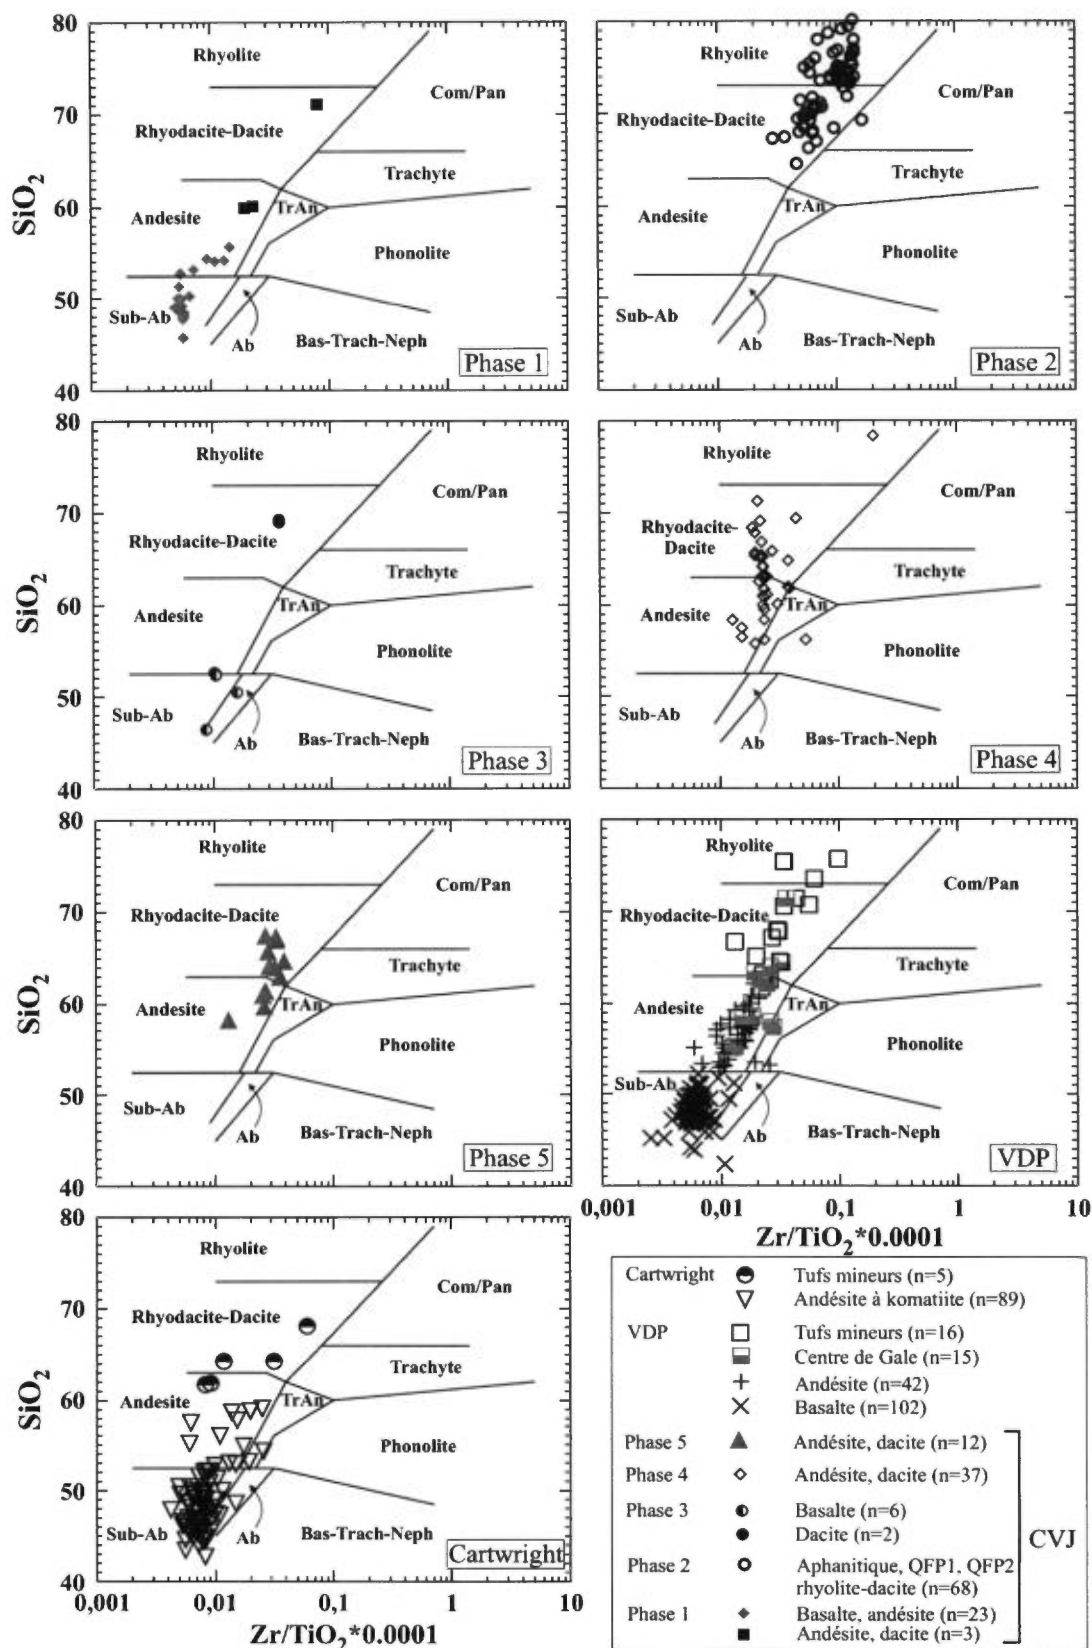 80
Rhyolite
Com/Pan
70
Rhyodacite-Dacite
Trachyte
SiO2
60
Andesite
TrAn
Phonolite
50
Sub-Ab
Ab
Bas-Trach-Neph
Phase 1
40
80
Rhyolite
Com/Pan
70
Rhyodacite-Dacite
Trachyte
60
Andesite
TrAn
Phonolite
50
Sub-Ab
Ab
Bas-Trach-Neph
Phase 2
40
80
Rhyolite
Com/Pan
70
Rhyodacite-Dacite
Trachyte
SiO2
60
Andesite
TrAn
Phonolite
50
Sub-Ab
Ab
Bas-Trach-Neph
Phase 3
40
Rhyolite
Com/Pan
Rhyodacite-
Dacite
Trachyte
Andesite
TrAn
Phonolite
Sub-Ab
Ab
Bas-Trach-Neph
Phase 4
80
Rhyolite
Com/Pan
70
Rhyodacite-Dacite
Trachyte
SiO2
60
Andesite
TrAn
Phonolite
50
Sub-Ab
Ab
Bas-Trach-Neph
Phase 5
40
Rhyolite
Com/Pan
Rhyodacite-Dacite
Trachyte
Andesite
TrAn
Phonolite
Sub-Ab
Ab
Bas-Trach-Neph
VDP
0,001 0,01 0,1 1 10
Zr/TiO2*0.0001
80
Rhyolite
Com/Pan
70
Rhyodacite-Dacite
Trachyte
SiO2
60
Andesite
TrAn
Phonolite
50
Sub-Ab
Ab
Bas-Trach-Neph
Cartwright
40
0,001 0,01 0,1 1 10
Zr/TiO2*0.0001
Cartwright Tufs mineurs (n=5)
Andésite à komatiite (n=89)
VDP Tufs mineurs (n=16)
Centre de Gale (n=15)
Andésite (n=42)
Basalte (n=102)
Phase 5 Andésite, dacite (n=12)
Phase 4 Andésite, dacite (n=37)
Phase 3 Basalte (n=6)
Dacite (n=2)
CVJ
Phase 2 Aphanitique, QFP1, QFP2
rhyolite-dacite (n=68)
Phase 1 Basalte, andésite (n=23)
Andésite, dacite (n=3)